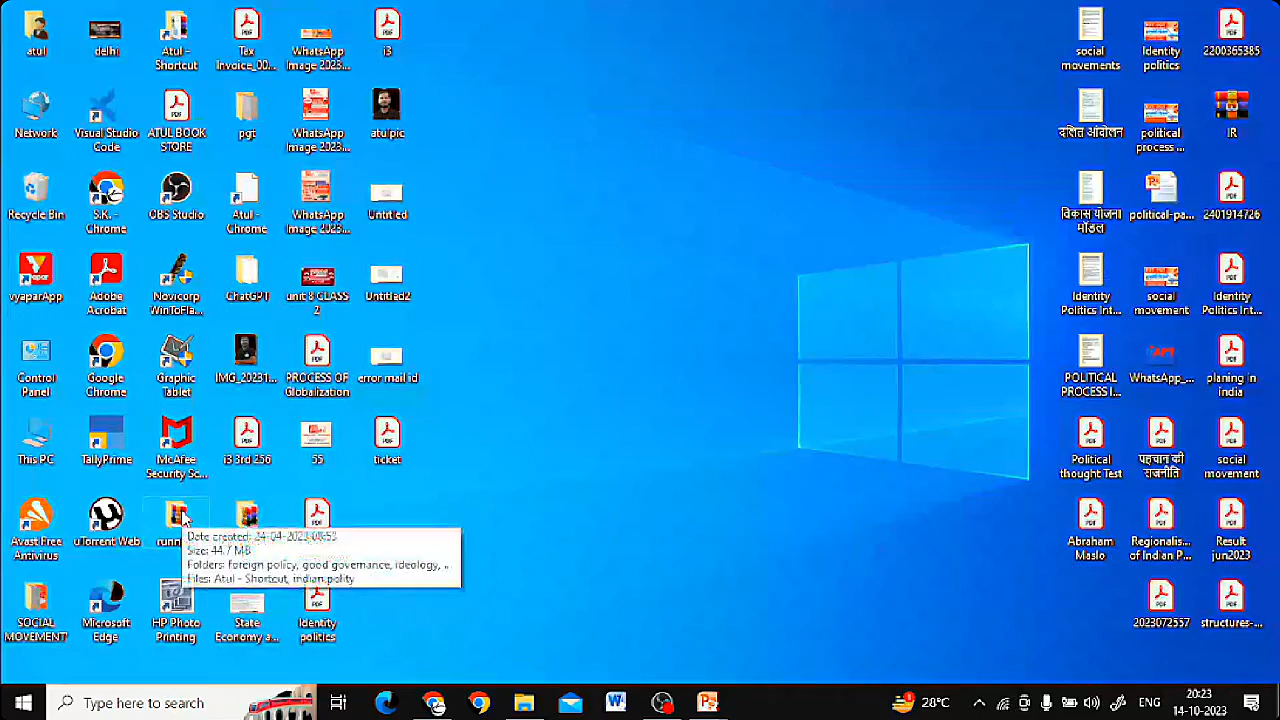 atul
delhi
Atul -
Shortcut
Tex
Invoice_00...
WhatsApp
Image 2023...
i3
social
movements
Identity
politics
2200365385
Network
Visual Studio
Code
ATUL BOOK
STORE
pgt
WhatsApp
Image 2023...
atul pic
दलित आंदोलन
political
process ...
IR
Recycle Bin
S.K. -
Chrome
OBS Studio
Atul -
Chrome
WhatsApp
Image 2023...
Untitled
विकास योजना
मॉडल
political-pa...
2401914726
vyaparApp
Adobe
Acrobat
Novicorp
WinToFla...
ChatGPT
unit 8 CLASS
2
Untitled2
Identity
Politics Int...
social
movement
Identity
Politics Int...
Control
Panel
Google
Chrome
Graphic
Tablet
IMG_20231...
PROCESS OF
Globalization
error mail id
POLITICAL
PROCESS I...
WhatsApp_...
planing in
india
This PC
TallyPrime
McAfee
Security Sc...
i3 3rd 256
55
ticket
Political
thought Test
पहचान की
राजनीति
social
movement
Avast Free
Antivirus
uTorrent Web
runn
Abraham
Maslo
Regionalis...
of Indian P...
Result
jun2023
Date created: 24-04-2023 08:53
Size: 44.7 MB
Folders: foreign policy, good governance, ideology, ...
Files: Atul - Shortcut, indian polity
SOCIAL
MOVEMENT
Microsoft
Edge
HP Photo
Printing
State
Economy a...
Identity
politics
2023072557
structures-...
Type here to search
28°C
ENG
20:23
14-10-2023